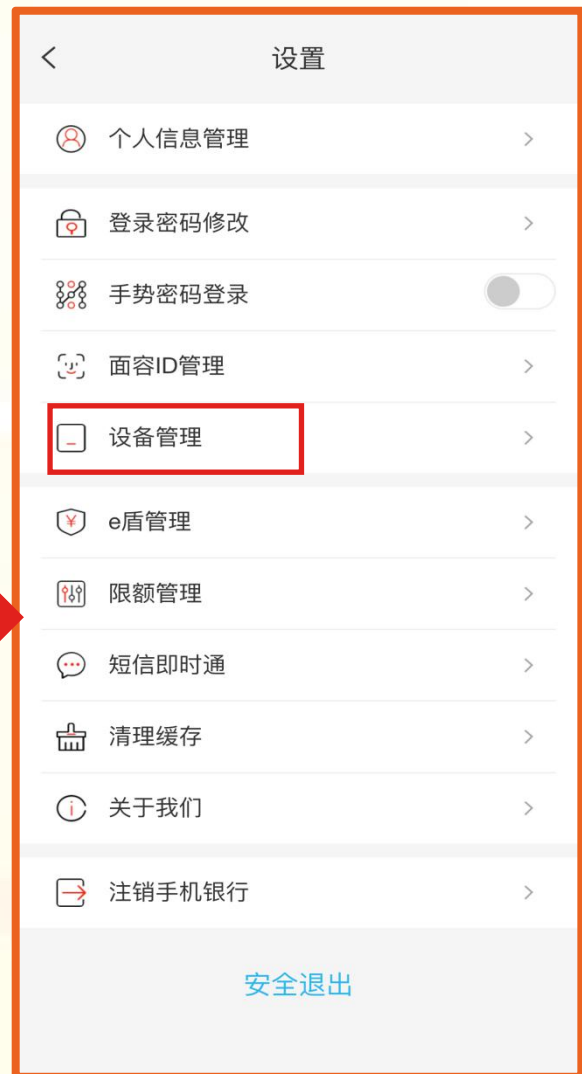 设置
个人信息管理
登录密码修改
手势密码登录
面容ID管理
设备管理
e盾管理
限额管理
短信即时通
清理缓存
关于我们
注销手机银行
安全退出